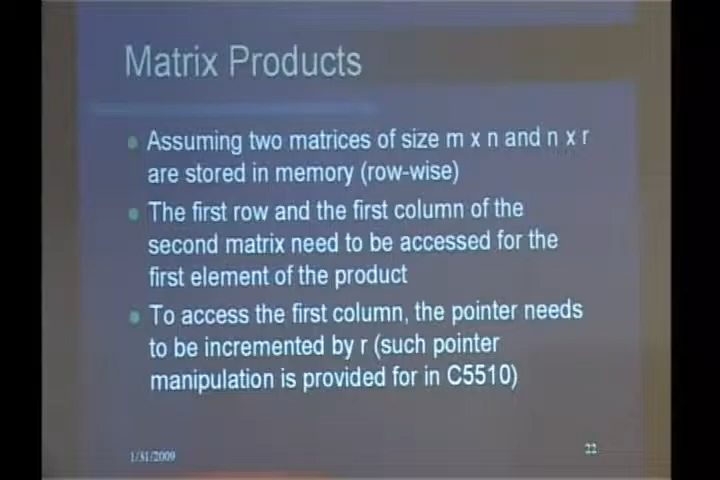 Matrix Products
Assuming two matrices of size m x n and n x r
are stored in memory (row-wise)
The first row and the first column of the
second matrix need to be accessed for the
first element of the product
To access the first column, the pointer needs
to be incremented by r (such pointer
manipulation is provided for in C5510)
1/31/2009
22